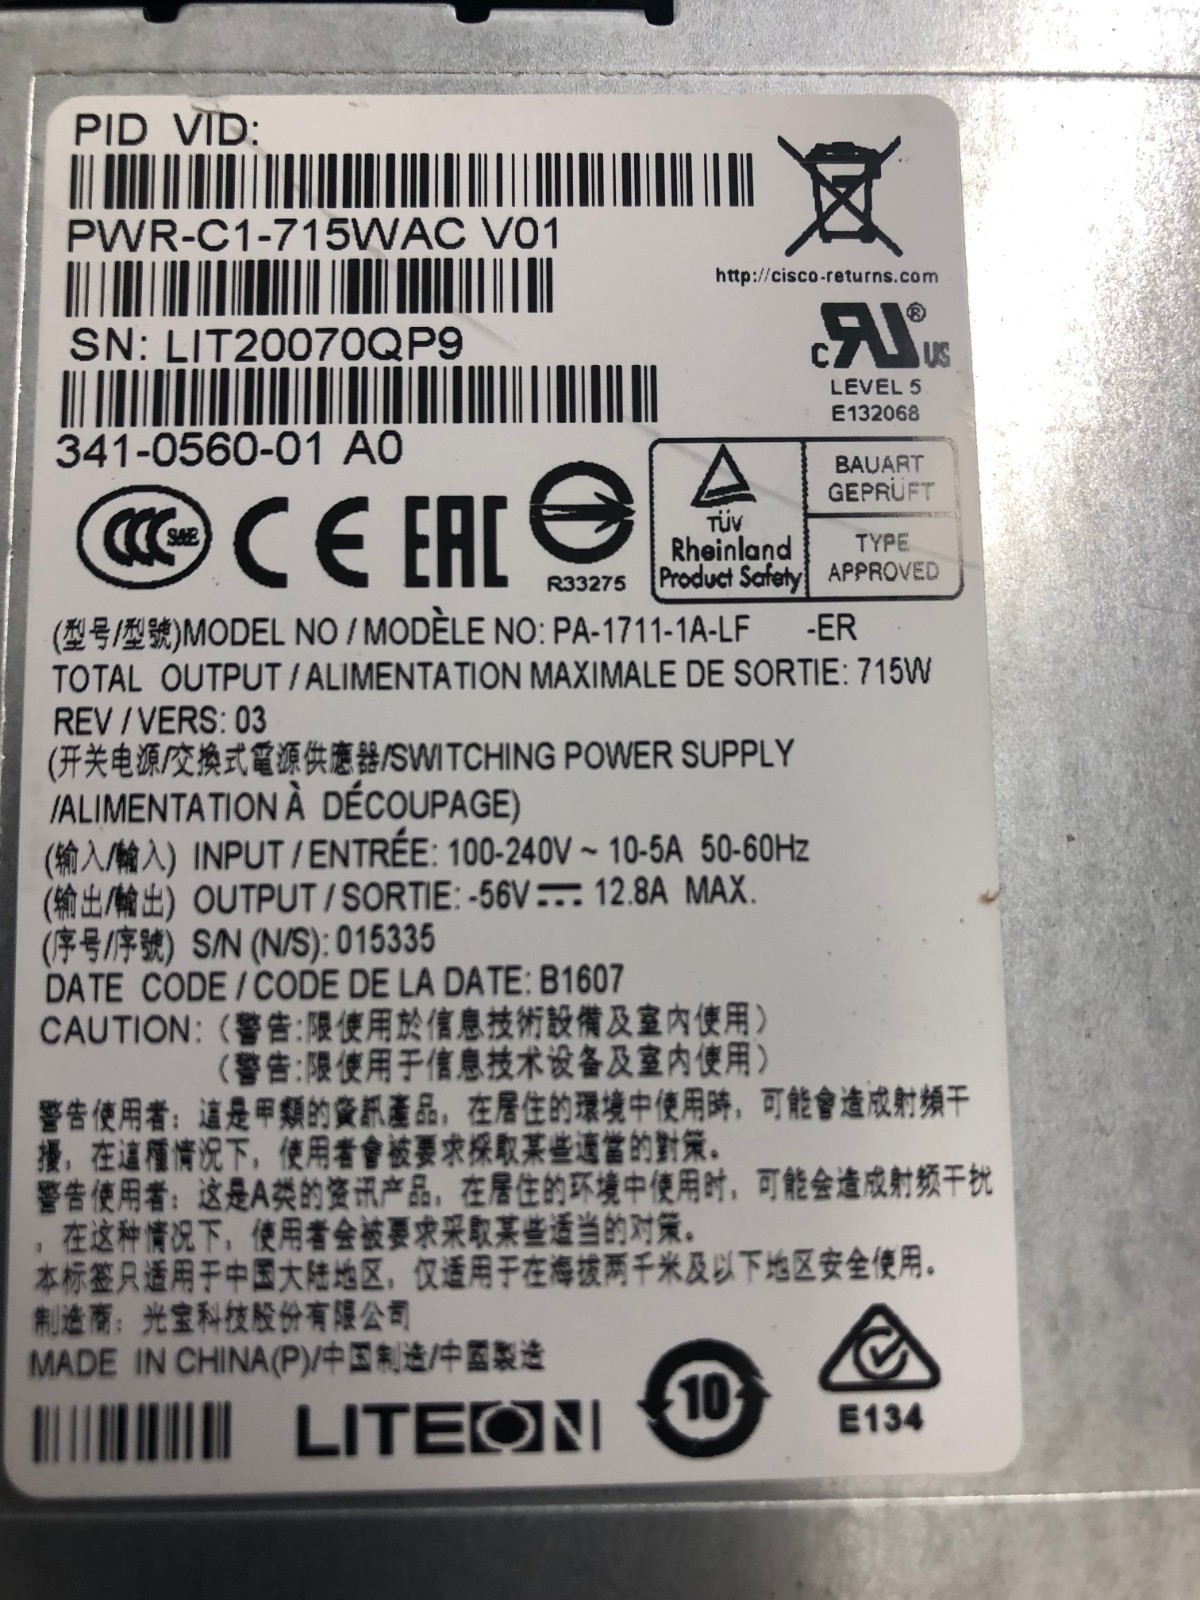 PID VID:
PWR-C1-715WAC V01
http://cisco-returns.com
SN: LIT20070QP9
c RU ® US
LEVEL 5
E132068
341-0560-01 A0
CCC S&E CE EAC
R33275
TÜV
Rheinland
Product Safety
BAUART
GEPRÜFT
TYPE
APPROVED
(型号/型號)MODEL NO / MODÈLE NO: PA-1711-1A-LF -ER
TOTAL OUTPUT / ALIMENTATION MAXIMALE DE SORTIE: 715W
REV / VERS: 03
(开关电源/交換式電源供應器/SWITCHING POWER SUPPLY
/ALIMENTATION À DÉCOUPAGE)
(输入/輸入) INPUT / ENTRÉE: 100-240V ~ 10-5A 50-60Hz
(输出/輸出) OUTPUT / SORTIE: -56V⎓ 12.8A MAX.
(序号/序號) S/N (N/S): 015335
DATE CODE / CODE DE LA DATE: B1607
CAUTION: (警告:限使用於信息技術設備及室內使用)
(警告:限使用于信息技术设备及室内使用)
警告使用者: 這是甲類的資訊產品, 在居住的環境中使用時, 可能會造成射頻干
擾, 在這種情況下, 使用者會被要求採取某些適當的對策。
警告使用者: 这是A类的资讯产品, 在居住的环境中使用时, 可能会造成射频干扰
, 在这种情况下, 使用者会被要求采取某些适当的对策。
本标签只适用于中国大陆地区, 仅适用于在海拔两千米及以下地区安全使用.
制造商: 光宝科技股份有限公司
MADE IN CHINA(P)/中国制造/中國製造
LITEON
10
E134